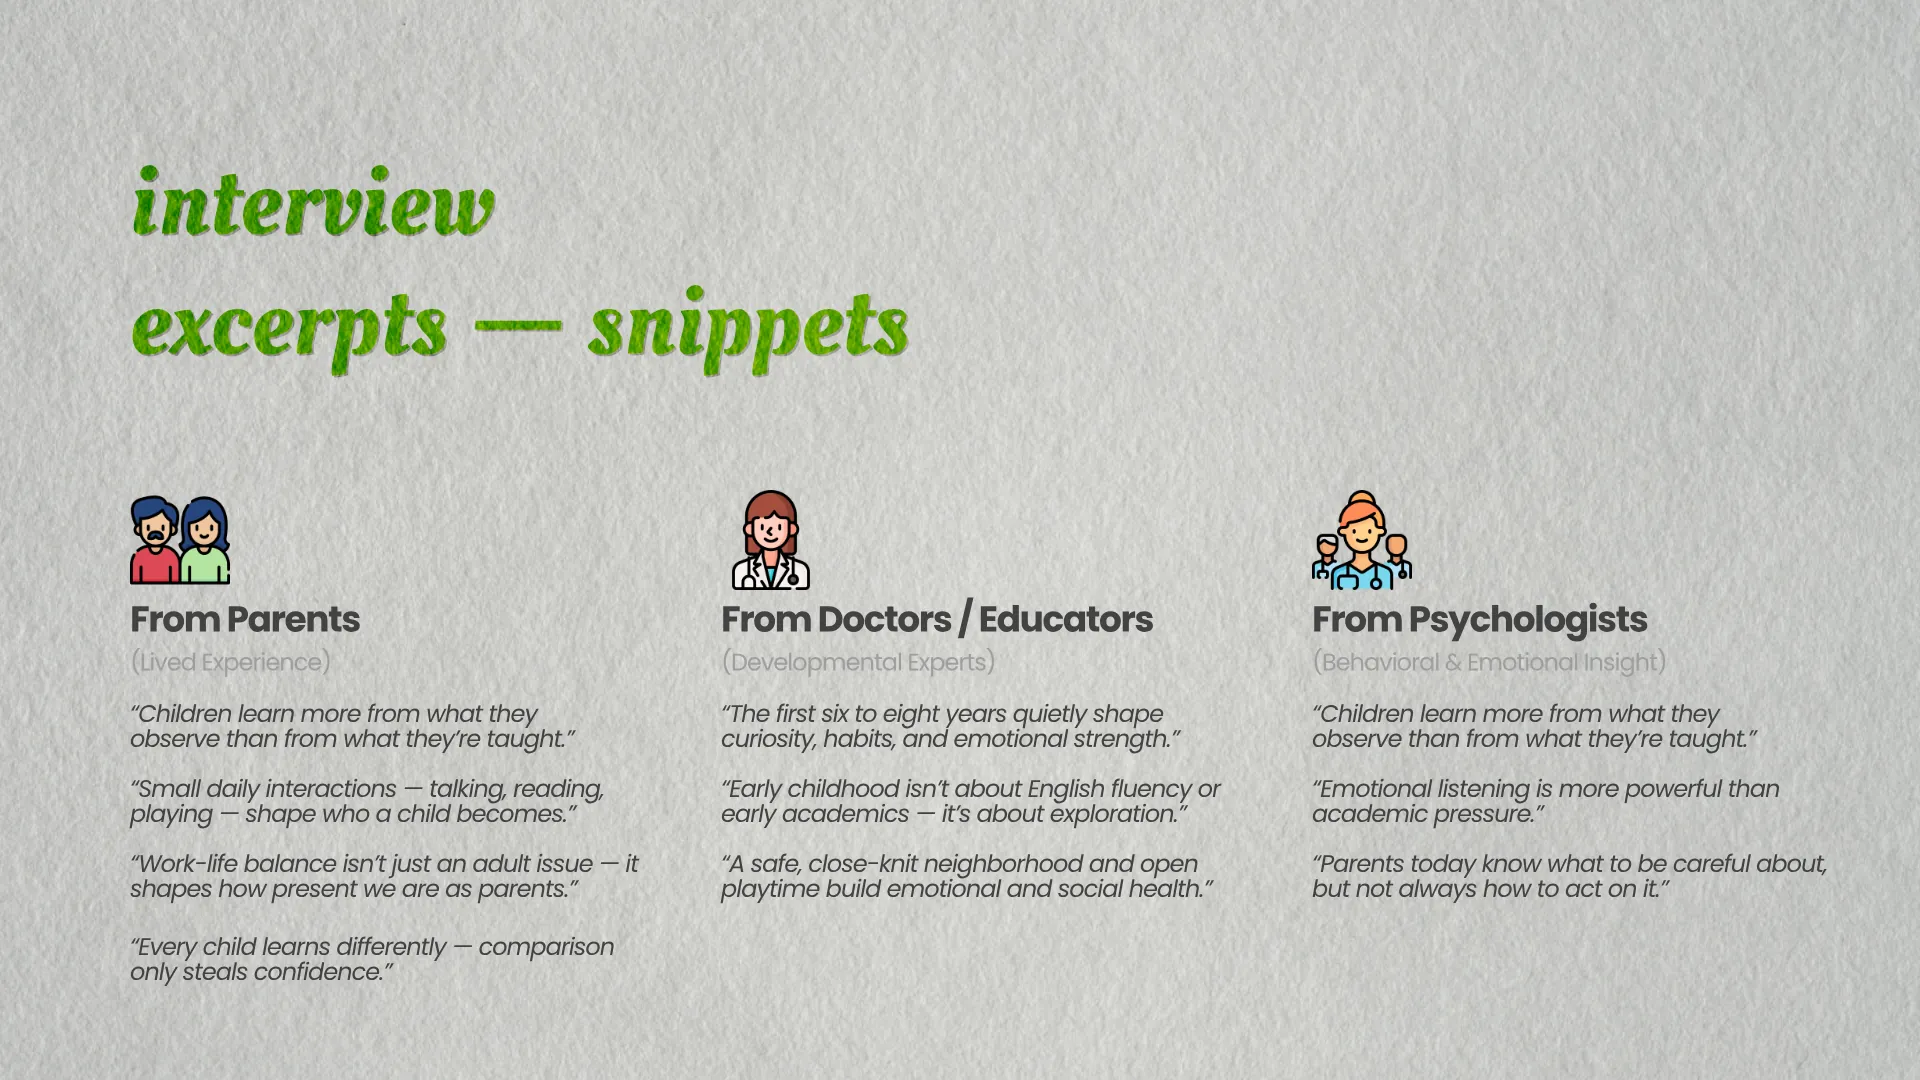 interview
excerpts — snippets
From Parents
(Lived Experience)
“Children learn more from what they
observe than from what they’re taught.”
“Small daily interactions — talking, reading,
playing — shape who a child becomes.”
“Work-life balance isn’t just an adult issue — it
shapes how present we are as parents.”
“Every child learns differently — comparison
only steals confidence.”
From Doctors / Educators
(Developmental Experts)
“The first six to eight years quietly shape
curiosity, habits, and emotional strength.”
“Early childhood isn’t about English fluency or
early academics — it’s about exploration.”
“A safe, close-knit neighborhood and open
playtime build emotional and social health.”
From Psychologists
(Behavioral & Emotional Insight)
“Children learn more from what they
observe than from what they’re taught.”
“Emotional listening is more powerful than
academic pressure.”
“Parents today know what to be careful about,
but not always how to act on it.”